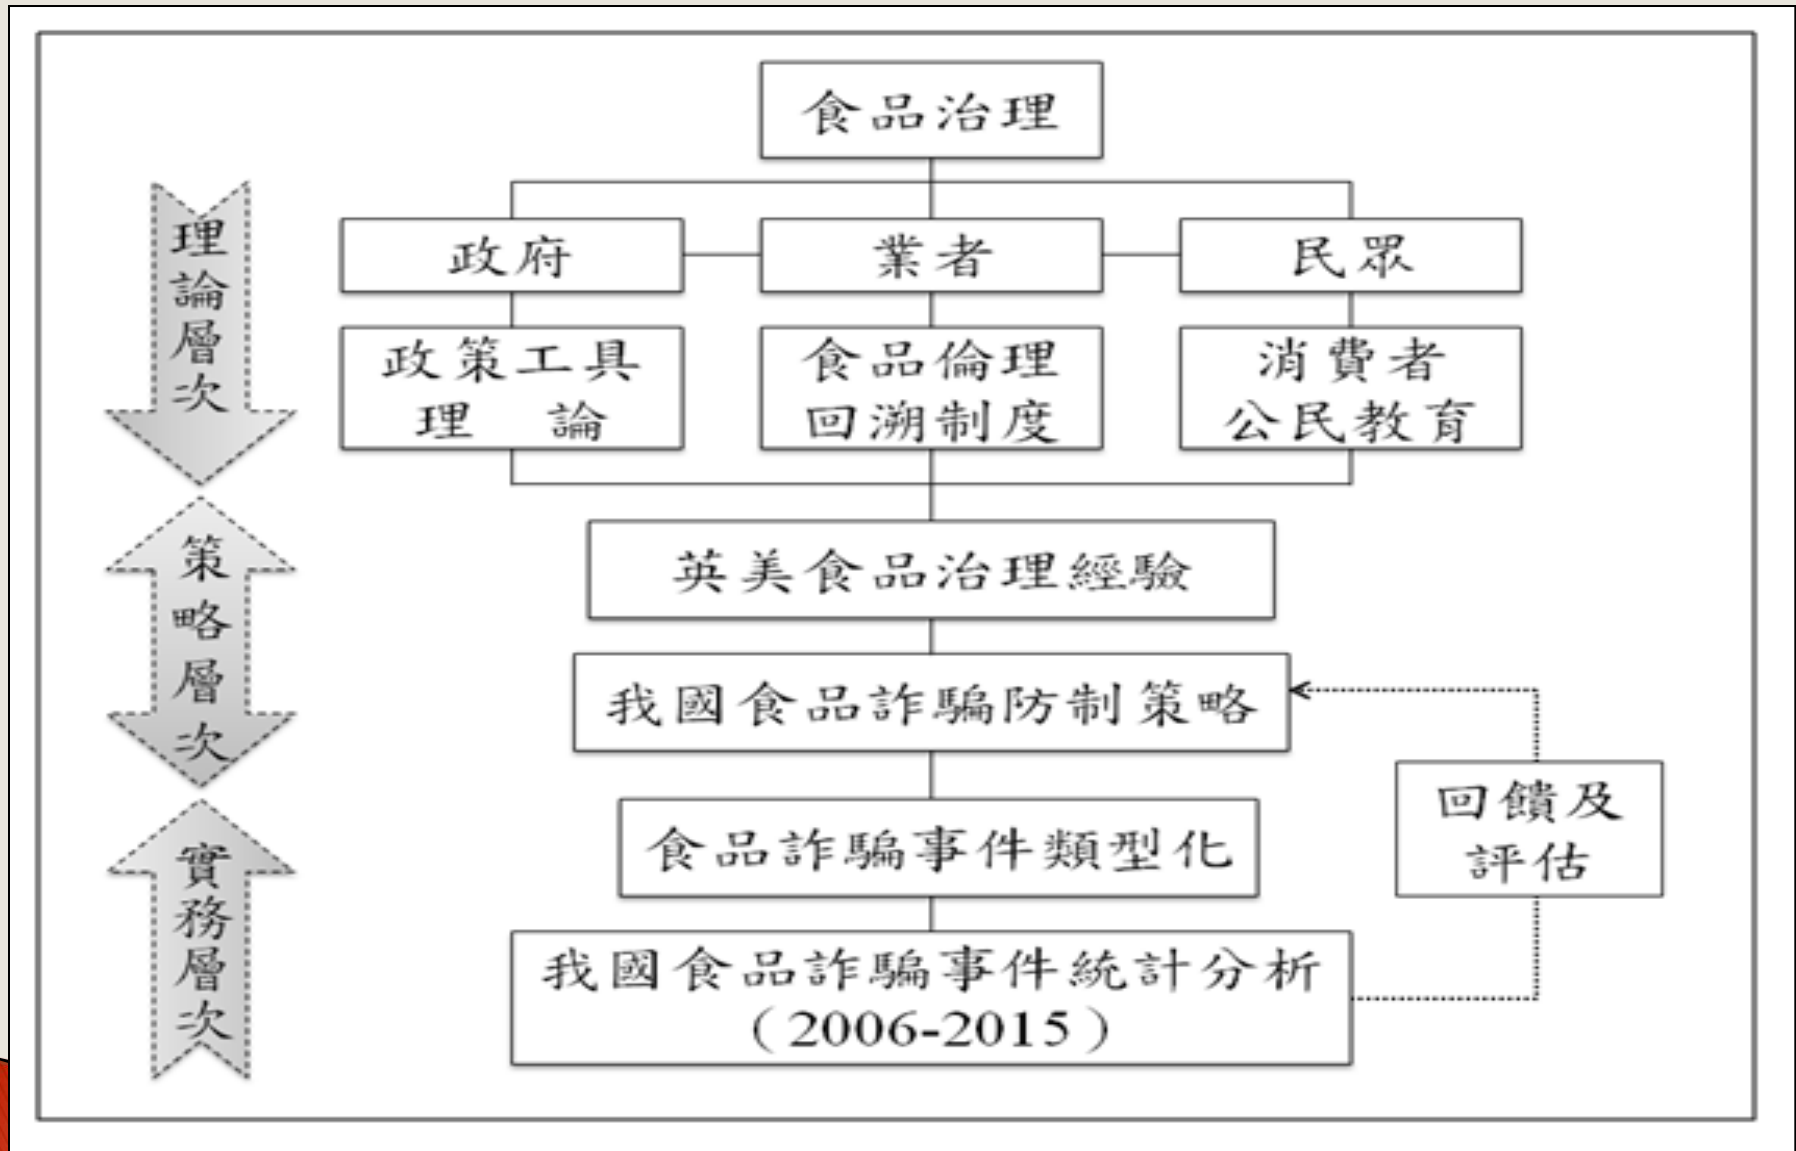 食品治理
政府
業者
民眾
政策工具
理 論
食品倫理
回溯制度
消費者
公民教育
英美食品治理經驗
我國食品詐騙防制策略
食品詐騙事件類型化
我國食品詐騙事件統計分析
（2006-2015）
回饋及
評估
理論層次
策略層次
實務層次